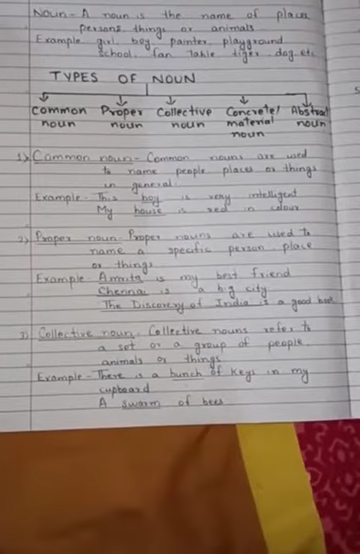 Noun - A noun is the name of places
persons, things or animals
Example girl, boy, painter, playground
school, fan table tiger, dog, etc
TYPES OF NOUN
Common noun Proper noun Collective noun Concrete/material noun Abstract noun
1) Common noun - Common nouns are used
to name people places or things
in general.
Example - This boy is very intelligent
My house is red in colour
2) Proper noun - Proper nouns are used to
name a specific person, place
or things
Example Amrita is my best friend
Chennai is a big city.
The Discovery of India is a good book
3) Collective noun - Collective nouns refer to
a set or a group of people,
animals or things
Example - There is a bunch of keys in my
cupboard
A swarm of bees